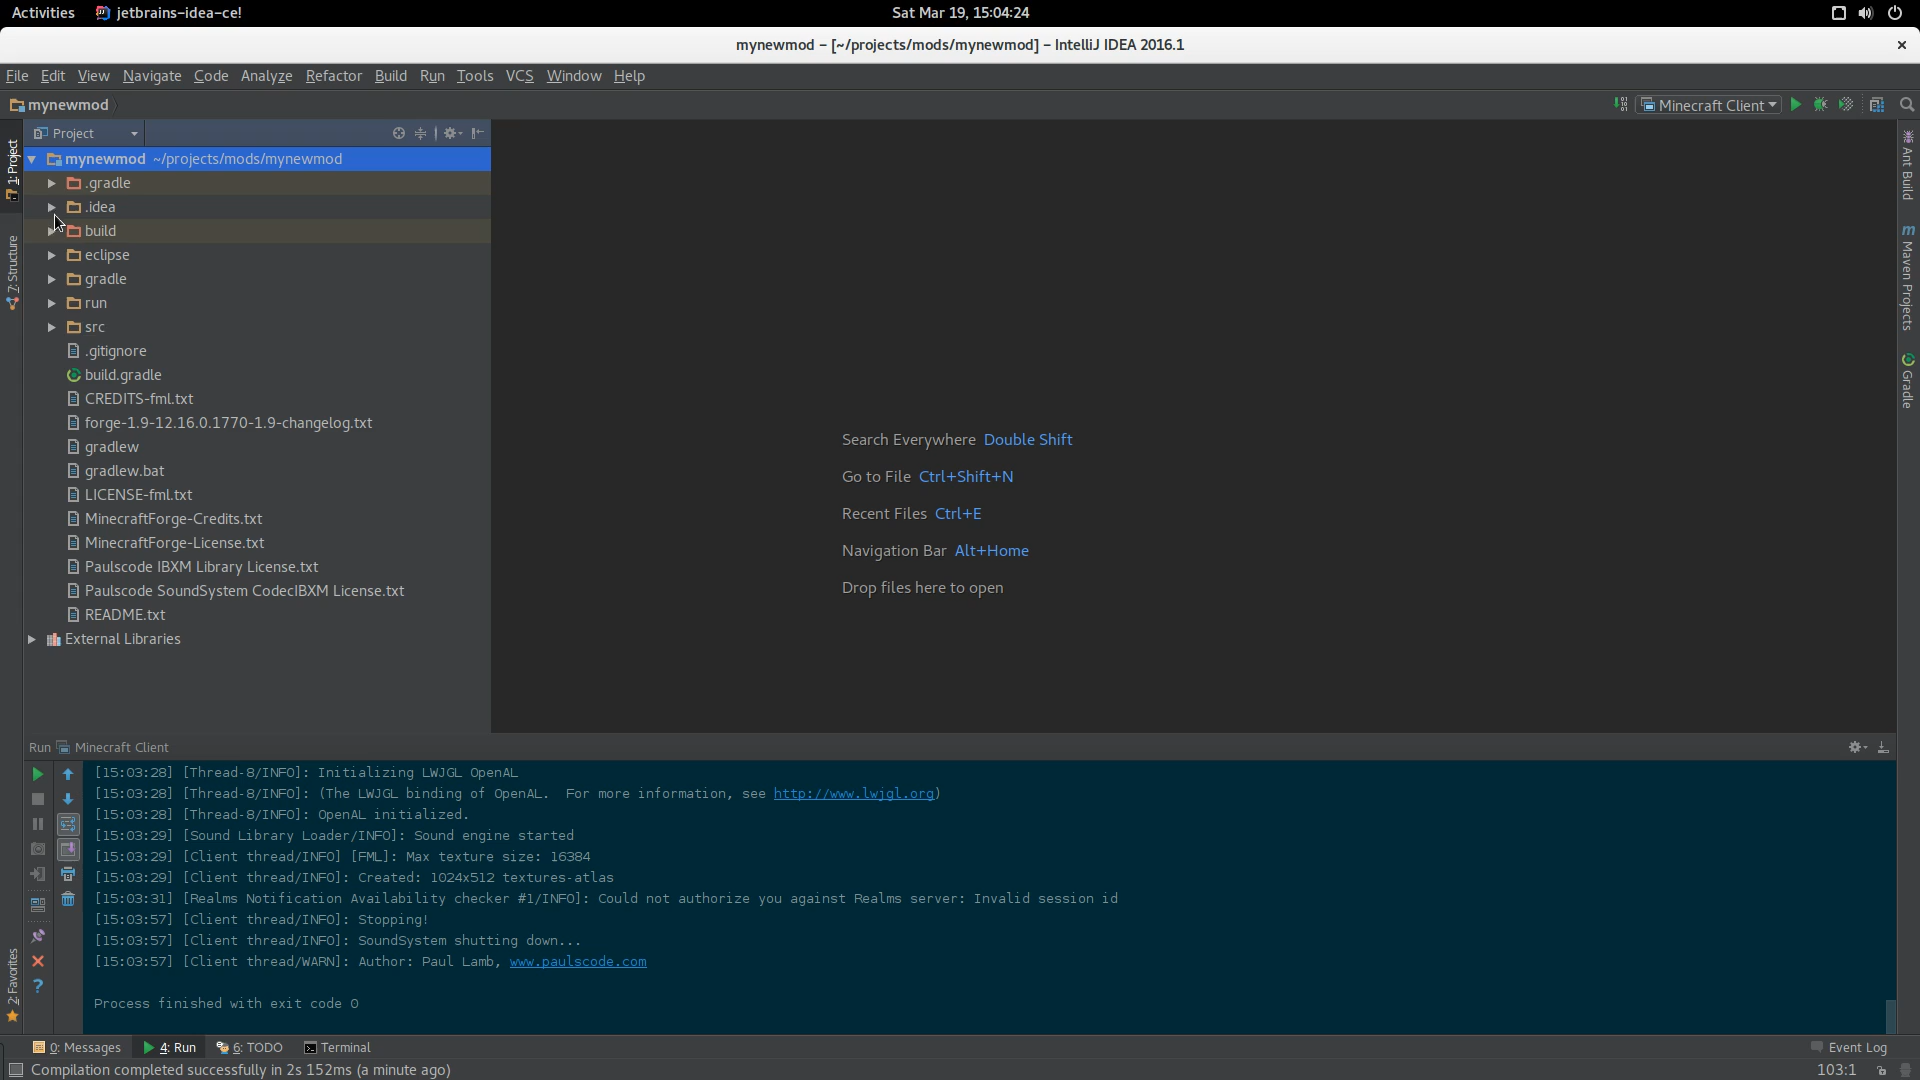 Activities jetbrains-idea-ce! Sat Mar 19, 15:04:24
mynewmod – [~/projects/mods/mynewmod] – IntelliJ IDEA 2016.1 ×
File Edit View Navigate Code Analyze Refactor Build Run Tools VCS Window Help
mynewmod Minecraft Client
Project
1: Project
7: Structure
2: Favorites
mynewmod ~/projects/mods/mynewmod
.gradle
.idea
build
eclipse
gradle
run
src
.gitignore
build.gradle
CREDITS-fml.txt
forge-1.9-12.16.0.1770-1.9-changelog.txt
gradlew
gradlew.bat
LICENSE-fml.txt
MinecraftForge-Credits.txt
MinecraftForge-License.txt
Paulscode IBXM Library License.txt
Paulscode SoundSystem CodecIBXM License.txt
README.txt
External Libraries
Search Everywhere Double Shift
Go to File Ctrl+Shift+N
Recent Files Ctrl+E
Navigation Bar Alt+Home
Drop files here to open
Ant Build
m Maven Projects
Gradle
Run Minecraft Client
[15:03:28] [Thread-8/INFO]: Initializing LWJGL OpenAL
[15:03:28] [Thread-8/INFO]: (The LWJGL binding of OpenAL.  For more information, see http://www.lwjgl.org)
[15:03:28] [Thread-8/INFO]: OpenAL initialized.
[15:03:29] [Sound Library Loader/INFO]: Sound engine started
[15:03:29] [Client thread/INFO] [FML]: Max texture size: 16384
[15:03:29] [Client thread/INFO]: Created: 1024x512 textures-atlas
[15:03:31] [Realms Notification Availability checker #1/INFO]: Could not authorize you against Realms server: Invalid session id
[15:03:57] [Client thread/INFO]: Stopping!
[15:03:57] [Client thread/INFO]: SoundSystem shutting down...
[15:03:57] [Client thread/WARN]: Author: Paul Lamb, www.paulscode.com
Process finished with exit code 0
0: Messages 4: Run 6: TODO Terminal Event Log
Compilation completed successfully in 2s 152ms (a minute ago) 103:1